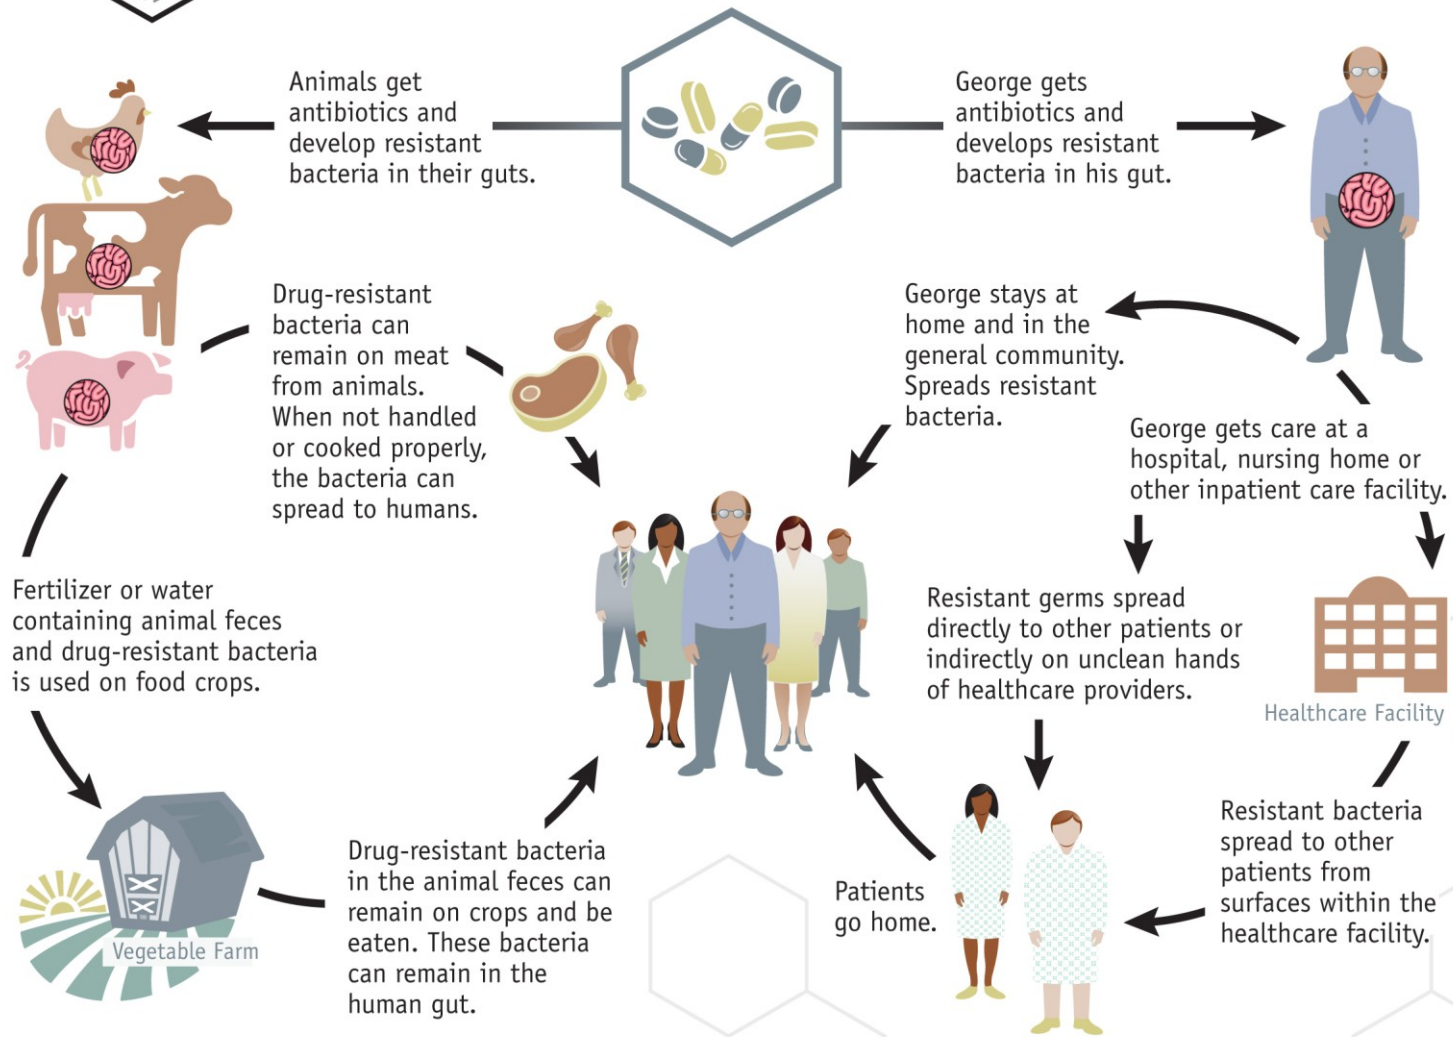 Animals get
antibiotics and
develop resistant
bacteria in their guts.
George gets
antibiotics and
develops resistant
bacteria in his gut.
Drug-resistant
bacteria can
remain on meat
from animals.
When not handled
or cooked properly,
the bacteria can
spread to humans.
George stays at
home and in the
general community.
Spreads resistant
bacteria.
George gets care at a
hospital, nursing home or
other inpatient care facility.
Fertilizer or water
containing animal feces
and drug-resistant bacteria
is used on food crops.
Resistant germs spread
directly to other patients or
indirectly on unclean hands
of healthcare providers.
Healthcare Facility
Vegetable Farm
Drug-resistant bacteria
in the animal feces can
remain on crops and be
eaten. These bacteria
can remain in the
human gut.
Patients
go home.
Resistant bacteria
spread to other
patients from
surfaces within the
healthcare facility.